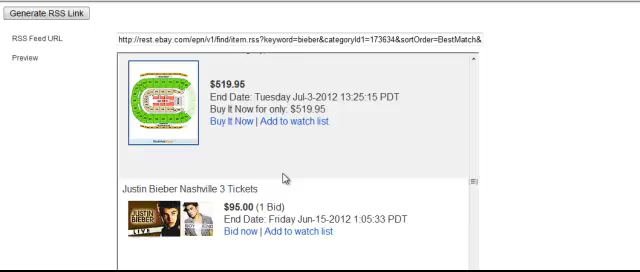 Generate RSS Link
RSS Feed URL
http://rest.ebay.com/epn/v1/find/item.rss?keyword=bieber&categoryId1=173634&sortOrder=BestMatch&
Preview
$519.95
End Date: Tuesday Jul-3-2012 13:25:15 PDT
Buy It Now for only: $519.95
Buy It Now | Add to watch list
Justin Bieber Nashville 3 Tickets
JUSTIN
BIEBER
LIVE
$95.00 (1 Bid)
End Date: Friday Jun-15-2012 1:05:33 PDT
Bid now | Add to watch list